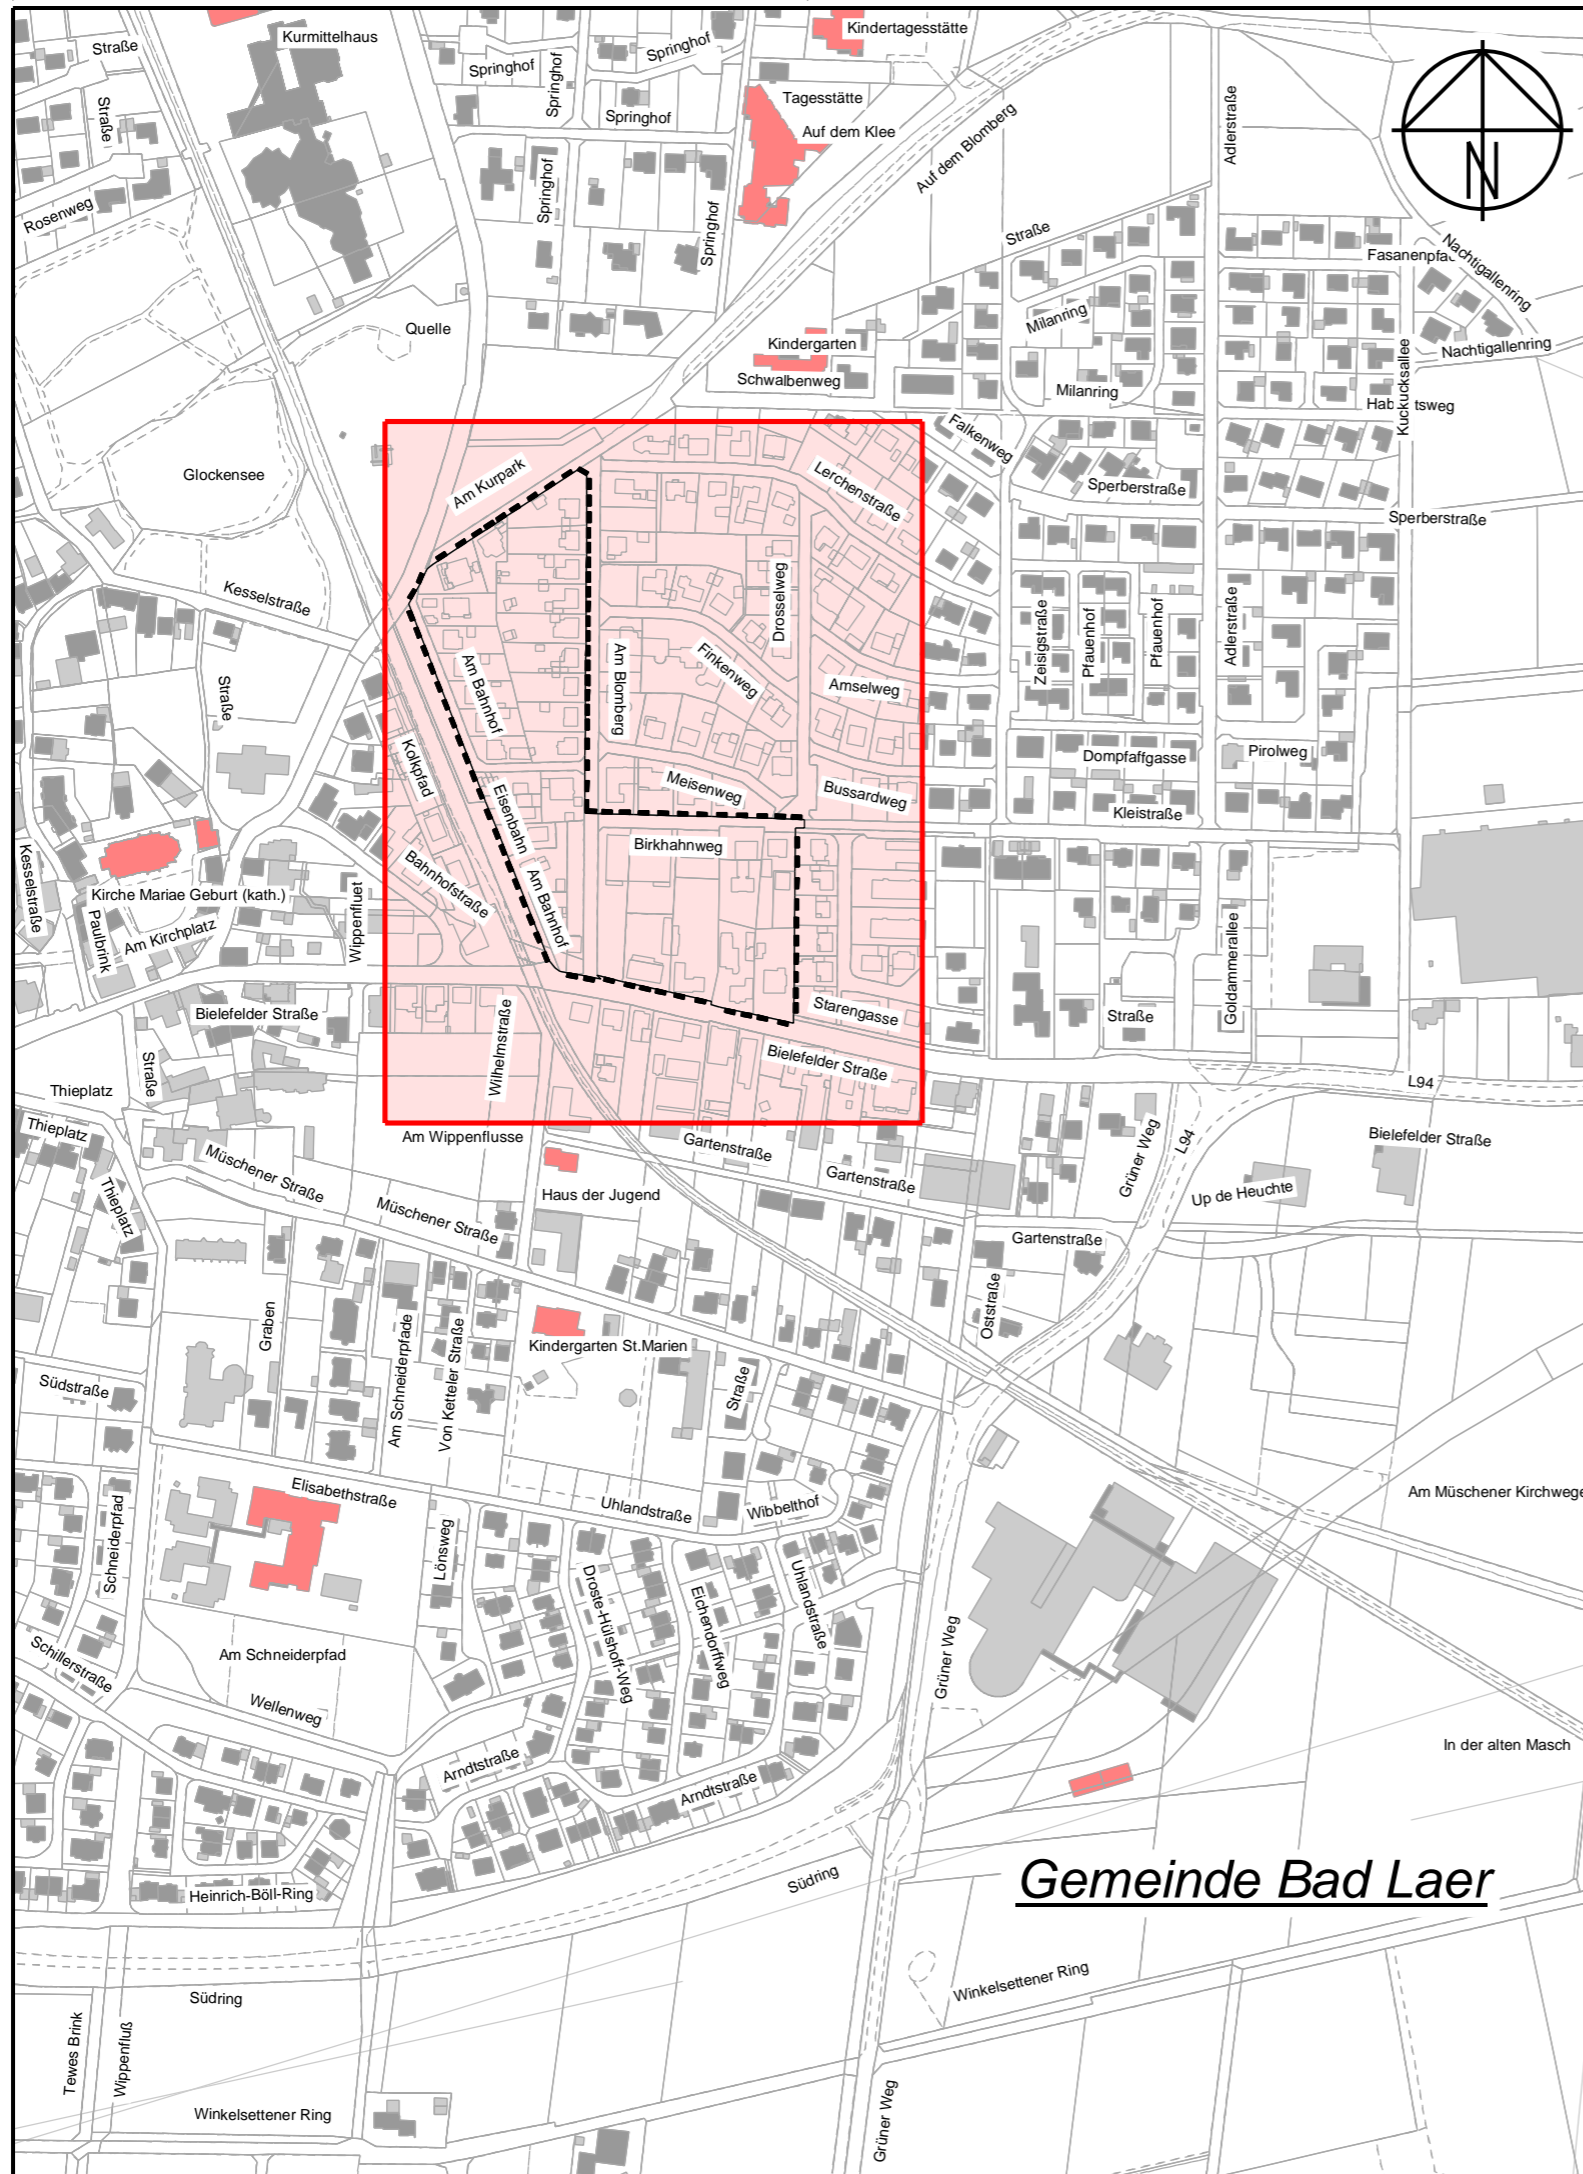 Straße
Kurmittelhaus
Springhof
Springhof
Springhof
Kindertagesstätte
Straße
Springhof
Tagesstätte
Auf dem Klee
Auf dem Blomberg
Adlerstraße
N
Rosenweg
Springhof
Springhof
Straße
Fasanenpfad
Nachtigallenring
Quelle
Milanring
Kindergarten
Schwalbenweg
Nachtigallenring
Milanring
Kuckucksallee
Falkenweg
Glockensee
Am Kurpark
Lerchenstraße
Sperberstraße
Sperberstraße
Kesselstraße
Drosselweg
Zeisigstraße
Pfauenhof
Pfauenhof
Adlerstraße
Straße
Am Bahnhof
Am Blomberg
Finkenweg
Amselweg
Kolkpfad
Meisenweg
Bussardweg
Dompfaffgasse
Pirolweg
Kleistraße
Eisenbahn
Birkhahnweg
Kesselstraße
Bahnhofstraße
Am Bahnhof
Kirche Mariae Geburt (kath.)
Wippenfluet
Paulbrink
Am Kirchplatz
Goldammerallee
Bielefelder Straße
Starengasse
Straße
Wilhelmstraße
Bielefelder Straße
Straße
Thieplatz
L94
Thieplatz
Am Wippenflusse
Gartenstraße
Grüner Weg
L94
Bielefelder Straße
Müschener Straße
Gartenstraße
Up de Heuchte
Thieplatz
Haus der Jugend
Müschener Straße
Gartenstraße
Graben
Am Schneiderpfade
Von Ketteler Straße
Kindergarten St.Marien
Oststraße
Südstraße
Straße
Elisabethstraße
Uhlandstraße
Wibbelthof
Am Müschener Kirchwege
Schneiderpfad
Lönsweg
Droste-Hülshoff-Weg
Eichendorffweg
Uhlandstraße
Schillerstraße
Am Schneiderpfad
Grüner Weg
Wellenweg
Arndtstraße
Arndtstraße
In der alten Masch
Heinrich-Böll-Ring
Südring
Gemeinde Bad Laer
Südring
Winkelsettener Ring
Tewes Brink
Wippenfluß
Winkelsettener Ring
Grüner Weg